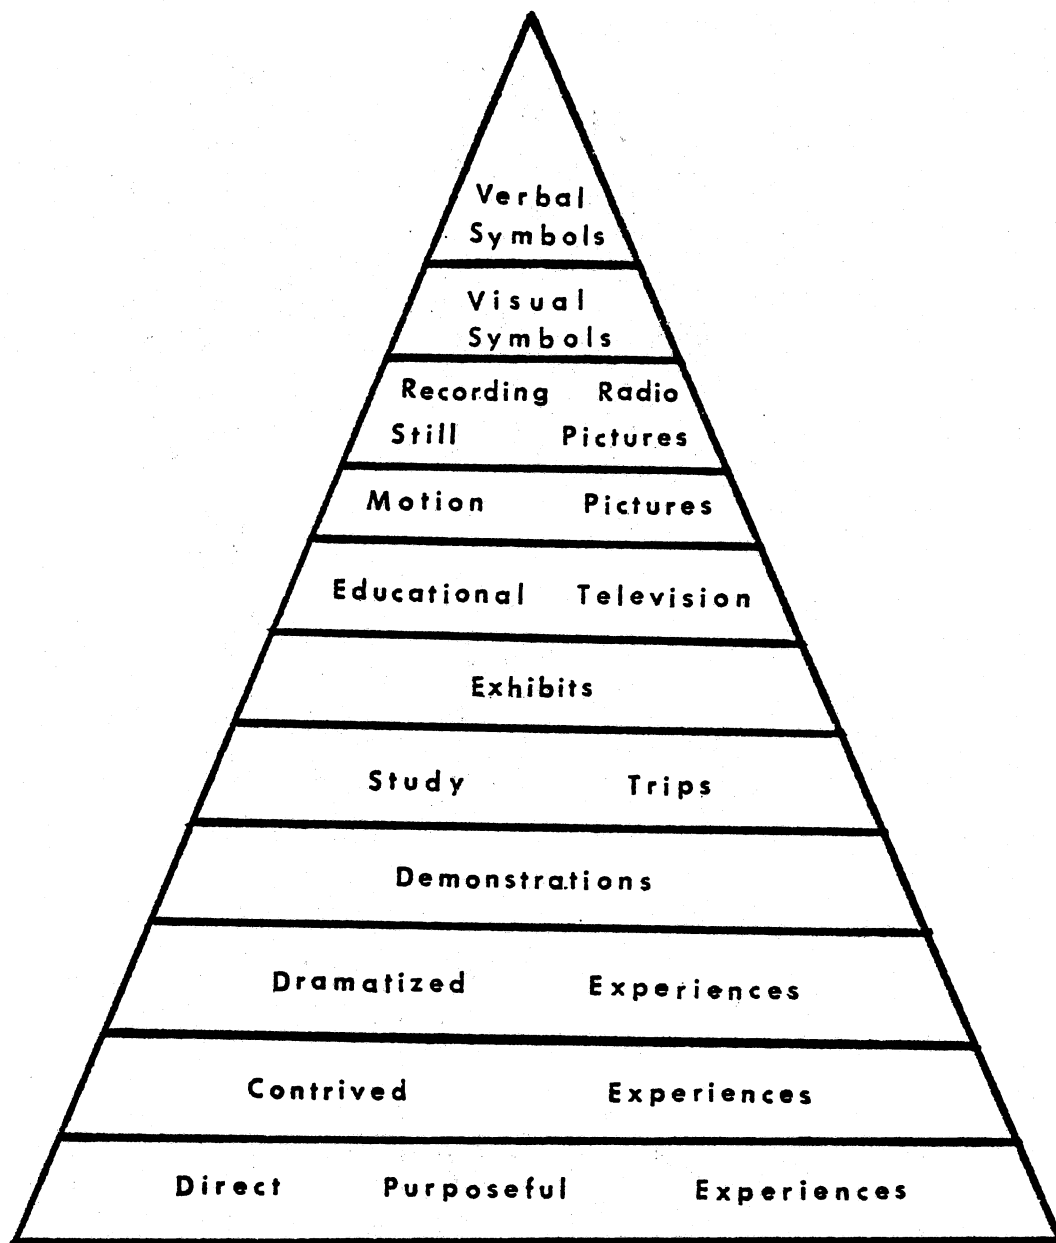 Verbal
Symbols
Visual
Symbols
Recording Radio
Still Pictures
Motion Pictures
Educational Television
Exhibits
Study Trips
Demonstrations
Dramatized Experiences
Contrived Experiences
Direct Purposeful Experiences